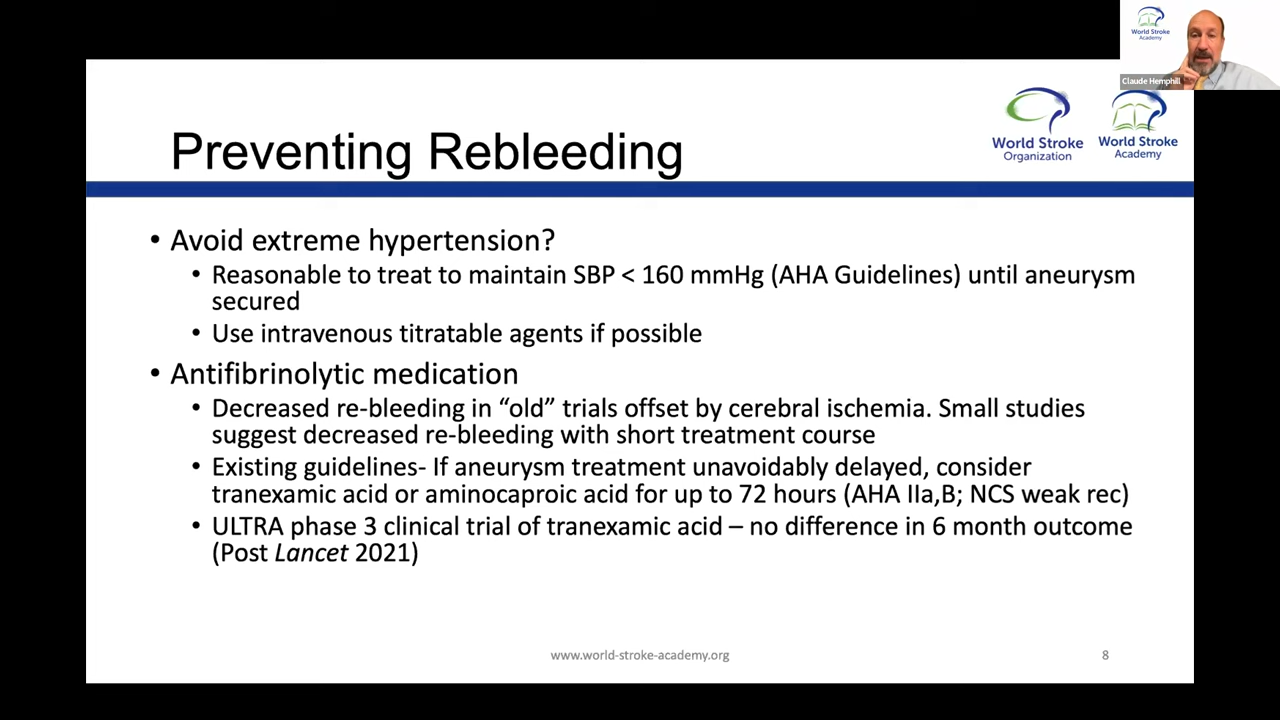 World Stroke
Academy
Claude Hemphill
World Stroke
Organization
World Stroke
Academy
Preventing Rebleeding
• Avoid extreme hypertension?
• Reasonable to treat to maintain SBP < 160 mmHg (AHA Guidelines) until aneurysm
secured
• Use intravenous titratable agents if possible
• Antifibrinolytic medication
• Decreased re-bleeding in “old” trials offset by cerebral ischemia. Small studies
suggest decreased re-bleeding with short treatment course
• Existing guidelines- If aneurysm treatment unavoidably delayed, consider
tranexamic acid or aminocaproic acid for up to 72 hours (AHA IIa,B; NCS weak rec)
• ULTRA phase 3 clinical trial of tranexamic acid – no difference in 6 month outcome
(Post Lancet 2021)
www.world-stroke-academy.org
8